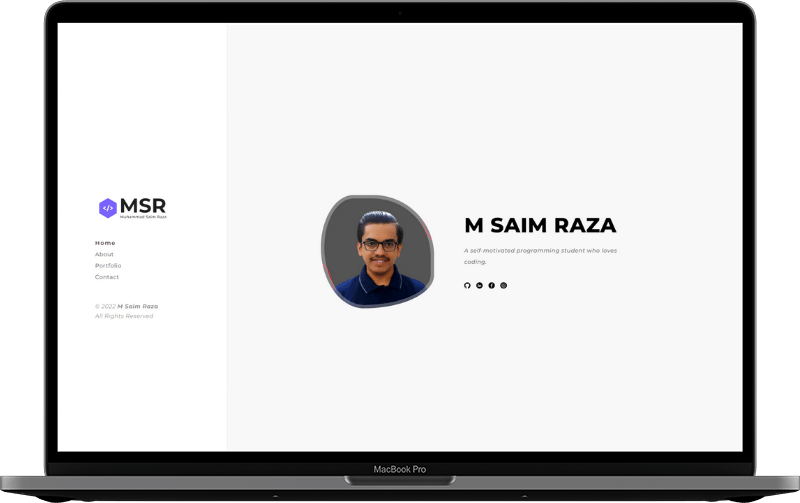 </> MSR
Muhammad Saim Raza
Home
About
Portfolio
Contact
© 2022 M Saim Raza
All Rights Reserved
M SAIM RAZA
A self-motivated programming student who loves
coding.
MacBook Pro